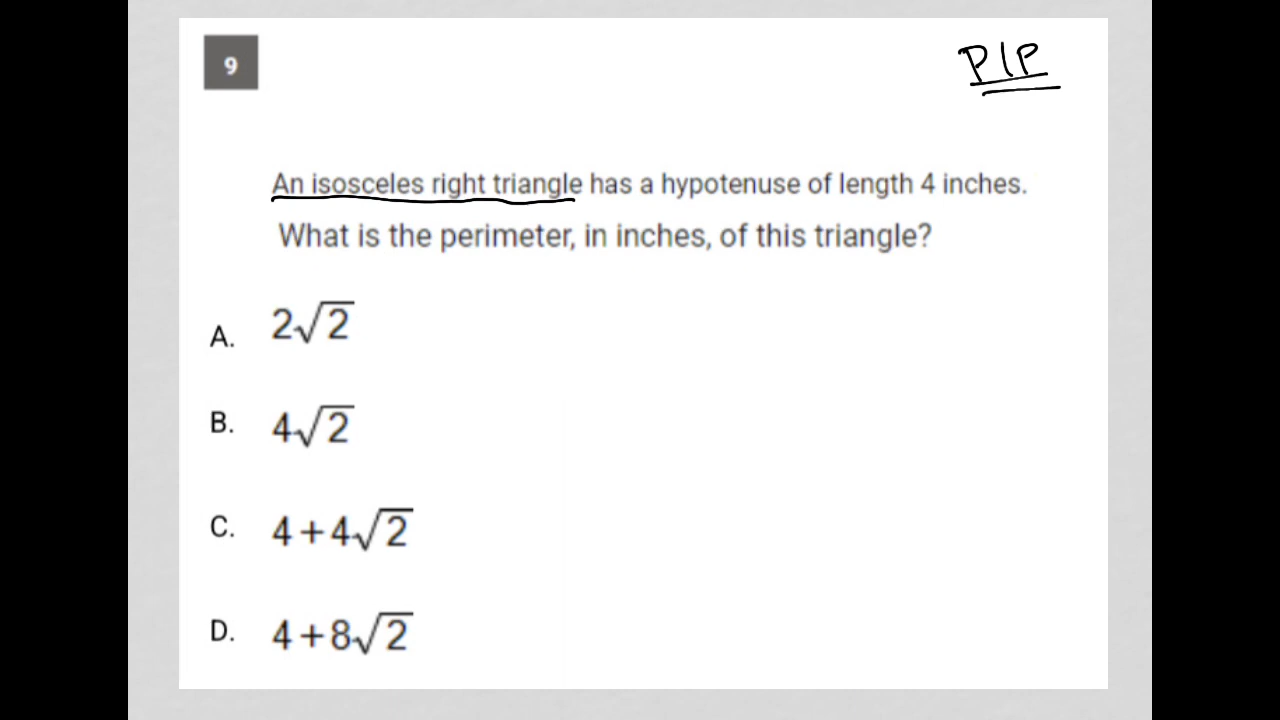 9
PIP
An isosceles right triangle has a hypotenuse of length 4 inches.
What is the perimeter, in inches, of this triangle?
A. 2√2
B. 4√2
C. 4+4√2
D. 4+8√2